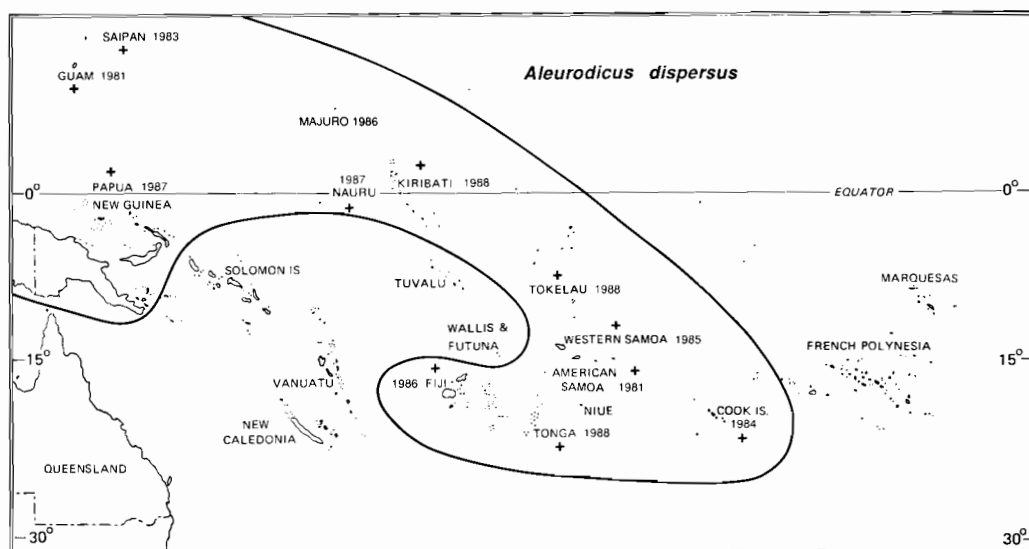 SAIPAN 1983
+
Aleurodicus dispersus
GUAM 1981
+
MAJURO 1986
+
PAPUA 1987
NEW GUINEA
1987
NAURU
+
+
KIRIBATI 1988
EQUATOR
0°
0°
SOLOMON IS
TUVALU
+
TOKELAU 1988
MARQUESAS
WALLIS &
FUTUNA
+
WESTERN SAMOA 1985
FRENCH POLYNESIA
15°
15°
VANUATU
+
1986 FIJI
AMERICAN +
SAMOA 1981
NIUE
COOK IS.
1984 +
NEW
CALEDONIA
TONGA 1988
+
QUEENSLAND
30°
30°